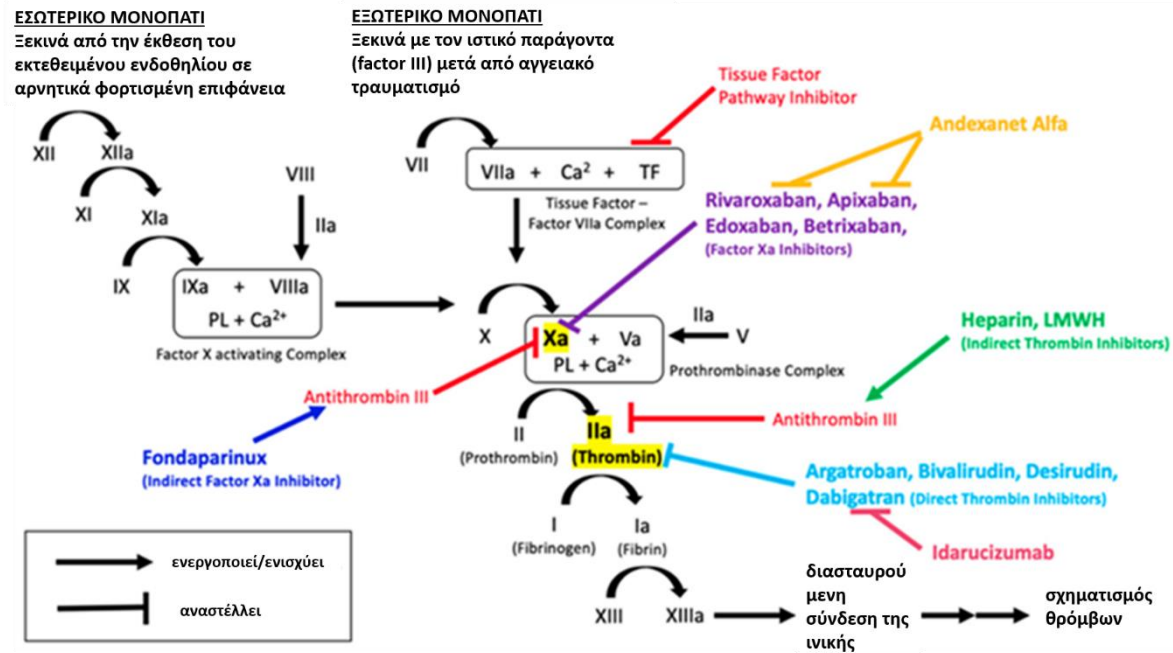 ΕΣΩΤΕΡΙΚΟ ΜΟΝΟΠΑΤΙ
Ξεκινά από την έκθεση του
εκτεθειμένου ενδοθηλίου σε
αρνητικά φορτισμένη επιφάνεια
ΕΞΩΤΕΡΙΚΟ ΜΟΝΟΠΑΤΙ
Ξεκινά με τον ιστικό παράγοντα
(factor III) μετά από αγγειακό
τραυματισμό
Tissue Factor
Pathway Inhibitor
Andexanet Alfa
XII
XIIa
VII
VIIa + Ca² + TF
Tissue Factor –
Factor VIIa Complex
VIII
XI
XIa
IIa
Rivaroxaban, Apixaban,
Edoxaban, Betrixaban,
(Factor Xa Inhibitors)
IX
IXa + VIIIa
PL + Ca²⁺
Factor X activating Complex
X
Xa + Va
PL + Ca²⁺
IIa
V
Prothrombinase Complex
Heparin, LMWH
(Indirect Thrombin Inhibitors)
Antithrombin III
Antithrombin III
Fondaparinux
(Indirect Factor Xa Inhibitor)
II
(Prothrombin)
IIa
(Thrombin)
Argatroban, Bivalirudin, Desirudin,
Dabigatran (Direct Thrombin Inhibitors)
Idarucizumab
I
(Fibrinogen)
Ia
(Fibrin)
XIII
XIIIa
διασταυρού
μενη
σύνδεση της
ινικής
σχηματισμός
θρόμβων
ενεργοποιεί/ενισχύει
αναστέλλει